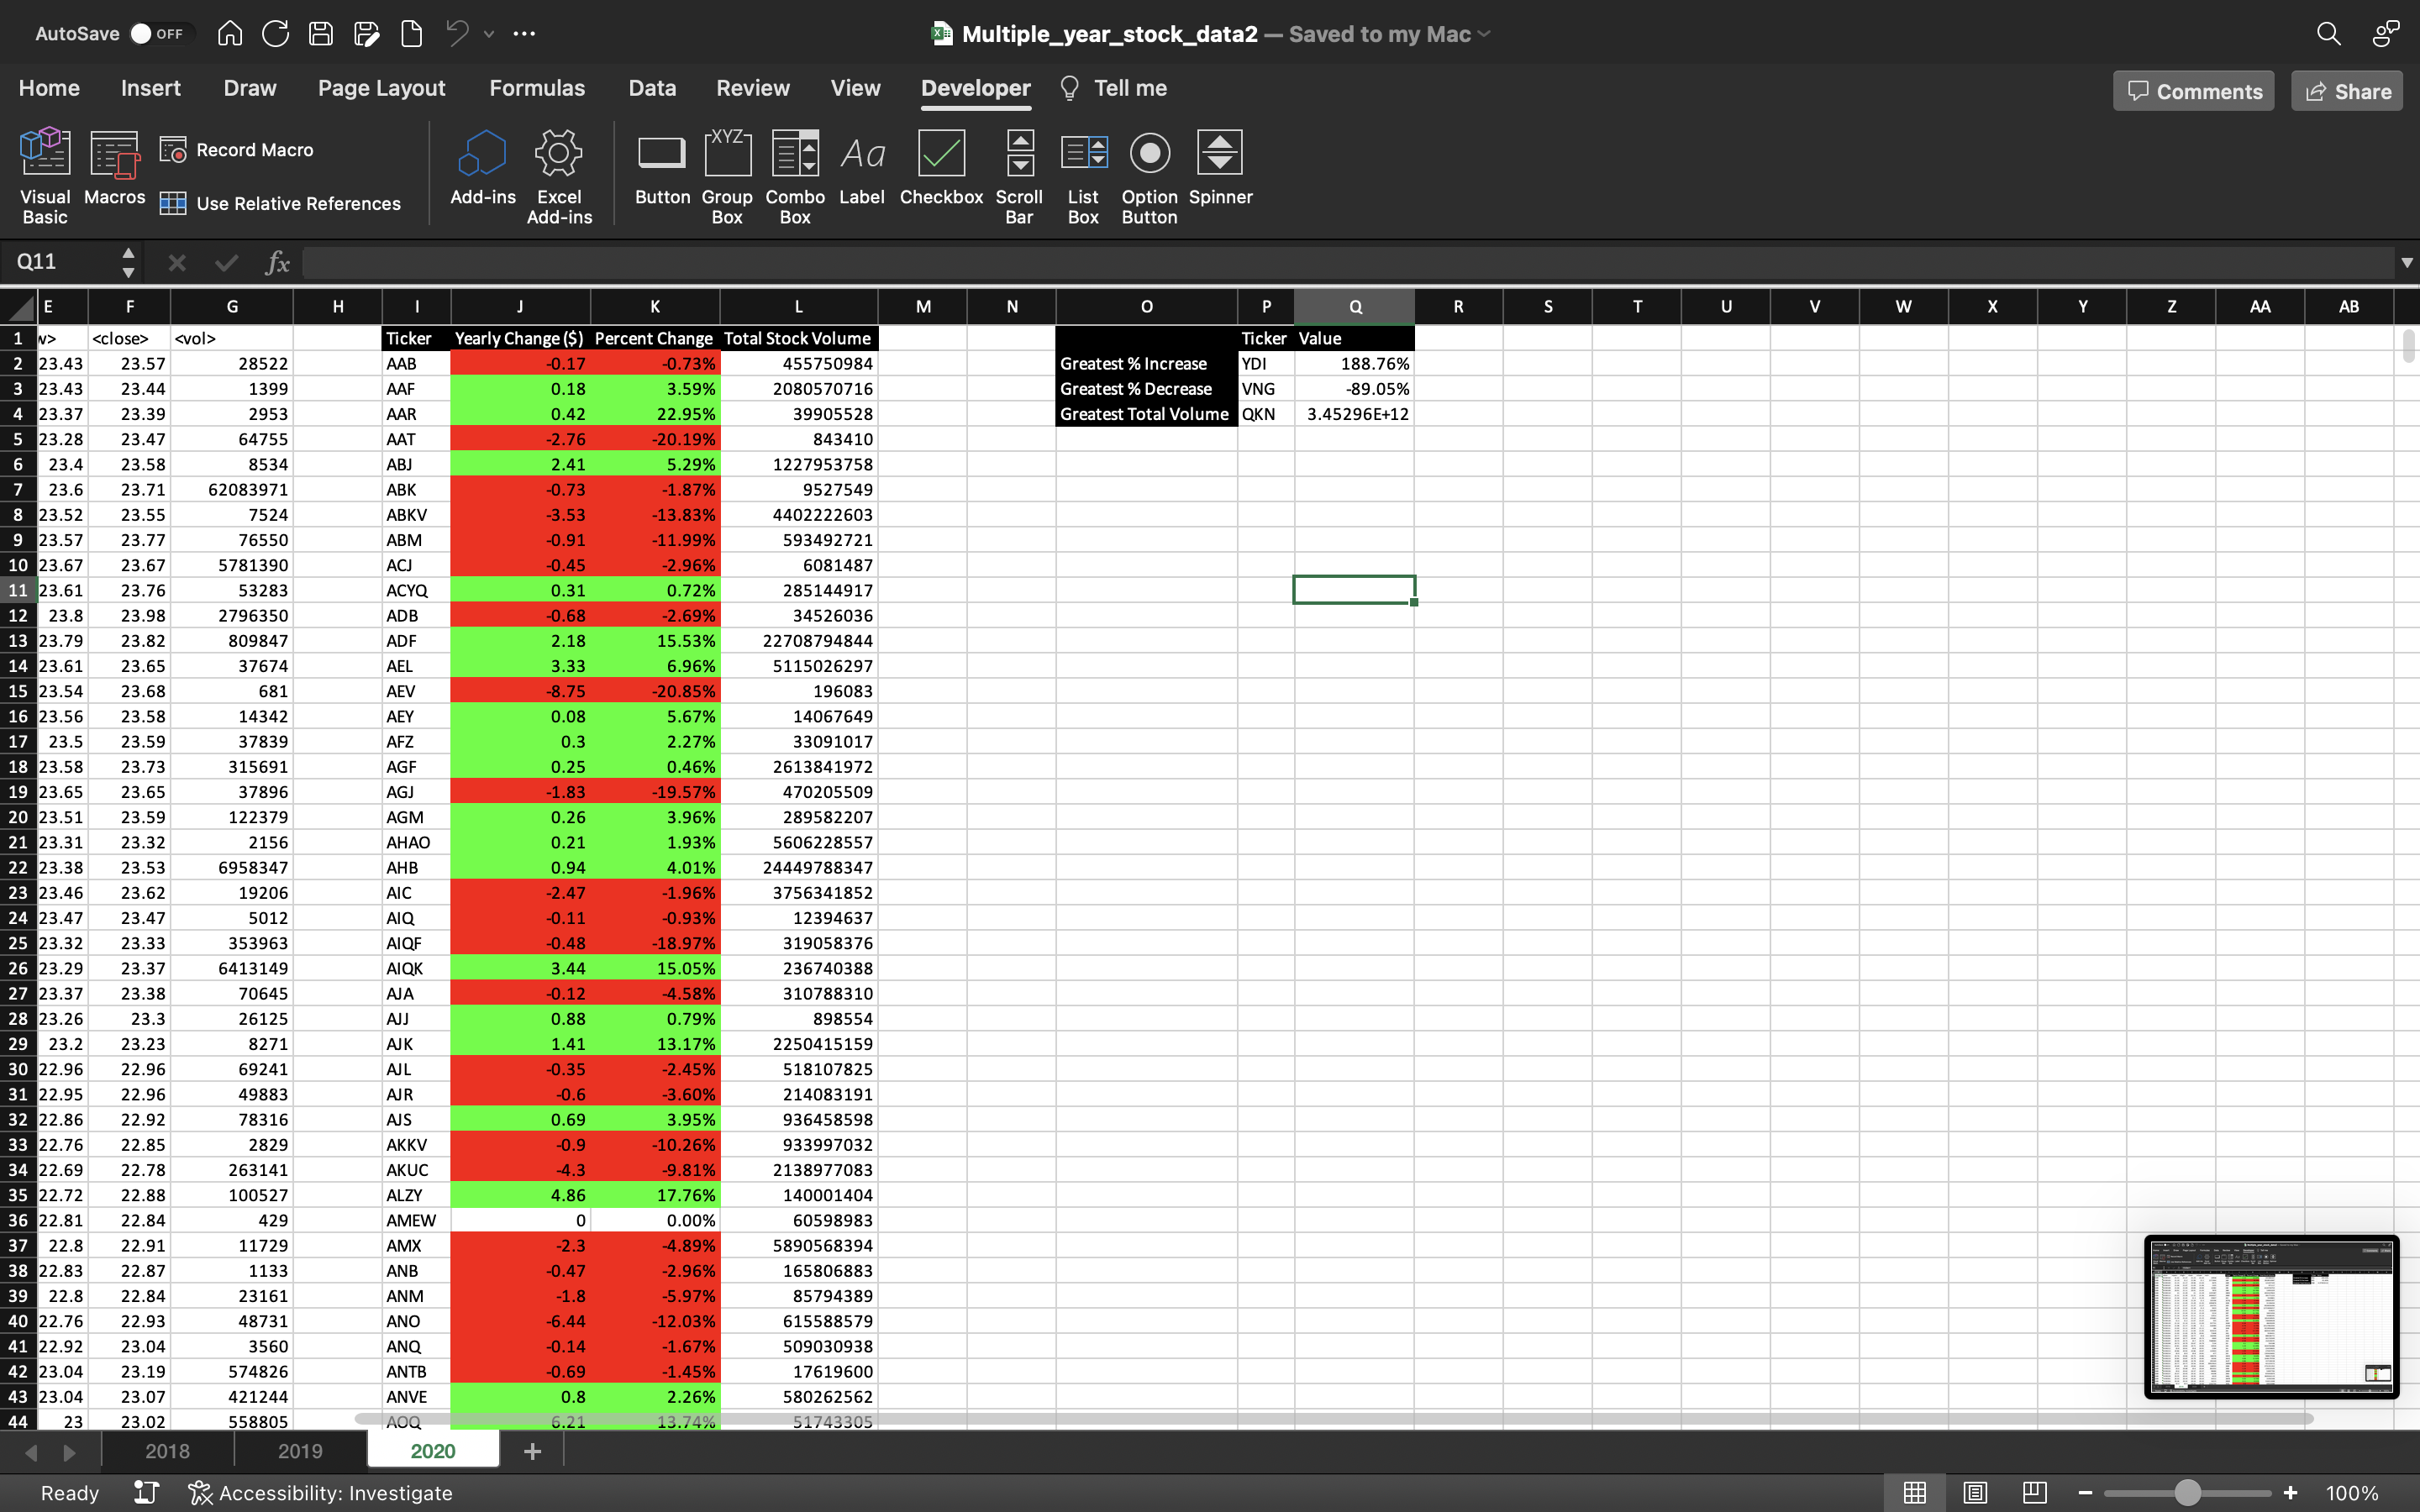 AutoSave OFF Multiple_year_stock_data2 — Saved to my Mac
Home Insert Draw Page Layout Formulas Data Review View Developer Tell me Comments Share
Visual Basic Macros Record Macro Use Relative References Add-ins Excel Add-ins Button XYZ Group Box Combo Box Aa Label Checkbox Scroll Bar List Box Option Button Spinner
Q11 fx
E F G H I J K L M N O P Q R S T U V W X Y Z AA AB
1 w> <close> <vol> Ticker Yearly Change ($) Percent Change Total Stock Volume Ticker Value
2 23.43 23.57 28522 AAB -0.17 -0.73% 455750984 Greatest % Increase YDI 188.76%
3 23.43 23.44 1399 AAF 0.18 3.59% 2080570716 Greatest % Decrease VNG -89.05%
4 23.37 23.39 2953 AAR 0.42 22.95% 39905528 Greatest Total Volume QKN 3.45296E+12
5 23.28 23.47 64755 AAT -2.76 -20.19% 843410
6 23.4 23.58 8534 ABJ 2.41 5.29% 1227953758
7 23.6 23.71 62083971 ABK -0.73 -1.87% 9527549
8 23.52 23.55 7524 ABKV -3.53 -13.83% 4402222603
9 23.57 23.77 76550 ABM -0.91 -11.99% 593492721
10 23.67 23.67 5781390 ACJ -0.45 -2.96% 6081487
11 23.61 23.76 53283 ACYQ 0.31 0.72% 285144917
12 23.8 23.98 2796350 ADB -0.68 -2.69% 34526036
13 23.79 23.82 809847 ADF 2.18 15.53% 22708794844
14 23.61 23.65 37674 AEL 3.33 6.96% 5115026297
15 23.54 23.68 681 AEV -8.75 -20.85% 196083
16 23.56 23.58 14342 AEY 0.08 5.67% 14067649
17 23.5 23.59 37839 AFZ 0.3 2.27% 33091017
18 23.58 23.73 315691 AGF 0.25 0.46% 2613841972
19 23.65 23.65 37896 AGJ -1.83 -19.57% 470205509
20 23.51 23.59 122379 AGM 0.26 3.96% 289582207
21 23.31 23.32 2156 AHAO 0.21 1.93% 5606228557
22 23.38 23.53 6958347 AHB 0.94 4.01% 24449788347
23 23.46 23.62 19206 AIC -2.47 -1.96% 3756341852
24 23.47 23.47 5012 AIQ -0.11 -0.93% 12394637
25 23.32 23.33 353963 AIQF -0.48 -18.97% 319058376
26 23.29 23.37 6413149 AIQK 3.44 15.05% 236740388
27 23.37 23.38 70645 AJA -0.12 -4.58% 310788310
28 23.26 23.3 26125 AJJ 0.88 0.79% 898554
29 23.2 23.23 8271 AJK 1.41 13.17% 2250415159
30 22.96 22.96 69241 AJL -0.35 -2.45% 518107825
31 22.95 22.96 49883 AJR -0.6 -3.60% 214083191
32 22.86 22.92 78316 AJS 0.69 3.95% 936458598
33 22.76 22.85 2829 AKKV -0.9 -10.26% 933997032
34 22.69 22.78 263141 AKUC -4.3 -9.81% 2138977083
35 22.72 22.88 100527 ALZY 4.86 17.76% 140001404
36 22.81 22.84 429 AMEW 0 0.00% 60598983
37 22.8 22.91 11729 AMX -2.3 -4.89% 5890568394
38 22.83 22.87 1133 ANB -0.47 -2.96% 165806883
39 22.8 22.84 23161 ANM -1.8 -5.97% 85794389
40 22.76 22.93 48731 ANO -6.44 -12.03% 615588579
41 22.92 23.04 3560 ANQ -0.14 -1.67% 509030938
42 23.04 23.19 574826 ANTB -0.69 -1.45% 17619600
43 23.04 23.07 421244 ANVE 0.8 2.26% 580262562
44 23 23.02 558805 AOQ 6.21 13.74% 51743305
2018 2019 2020 +
Ready Accessibility: Investigate 100%